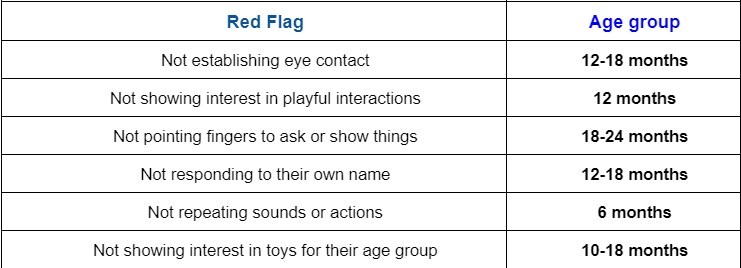 Red Flag Age group
Not establishing eye contact 12-18 months
Not showing interest in playful interactions 12 months
Not pointing fingers to ask or show things 18-24 months
Not responding to their own name 12-18 months
Not repeating sounds or actions 6 months
Not showing interest in toys for their age group 10-18 months